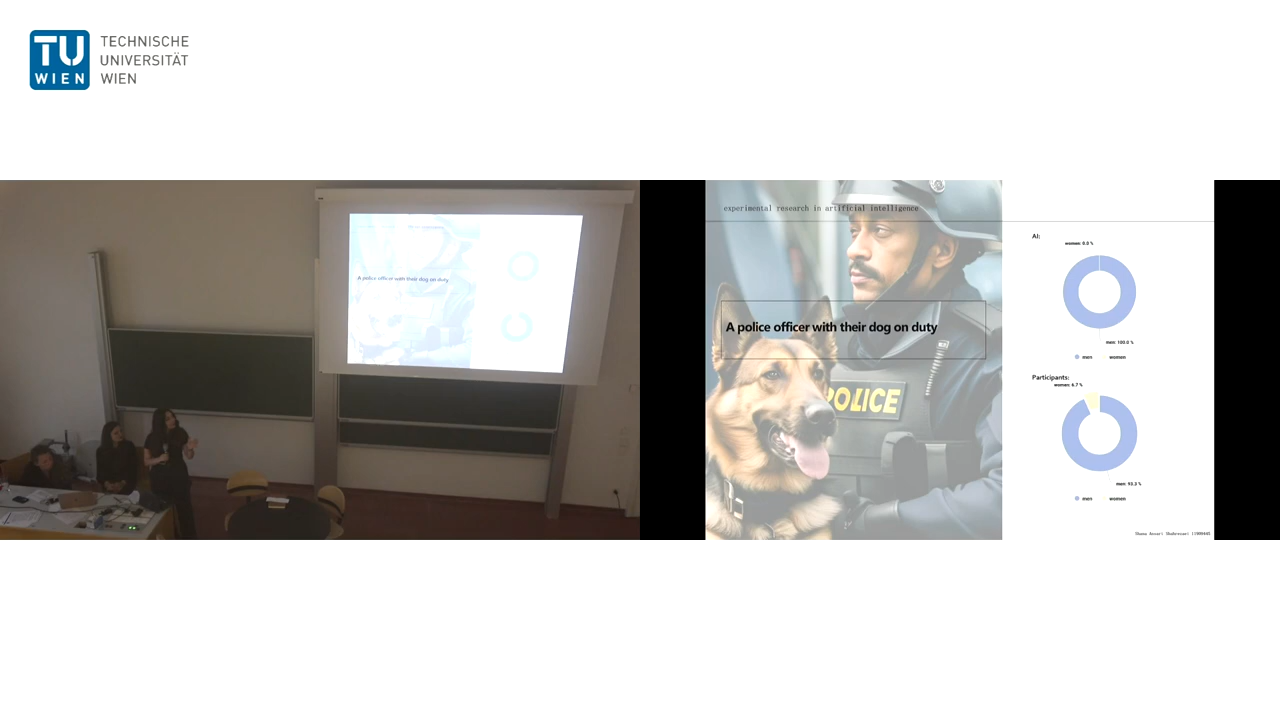 TU
WIEN
TECHNISCHE
UNIVERSITÄT
WIEN
A police officer with their dog on duty
experimental research in artificial intelligence
A police officer with their dog on duty
POLICE
AI:
women: 0.0 %
men: 100.0 %
men women
Participants:
women: 6.7 %
men: 93.3 %
men women